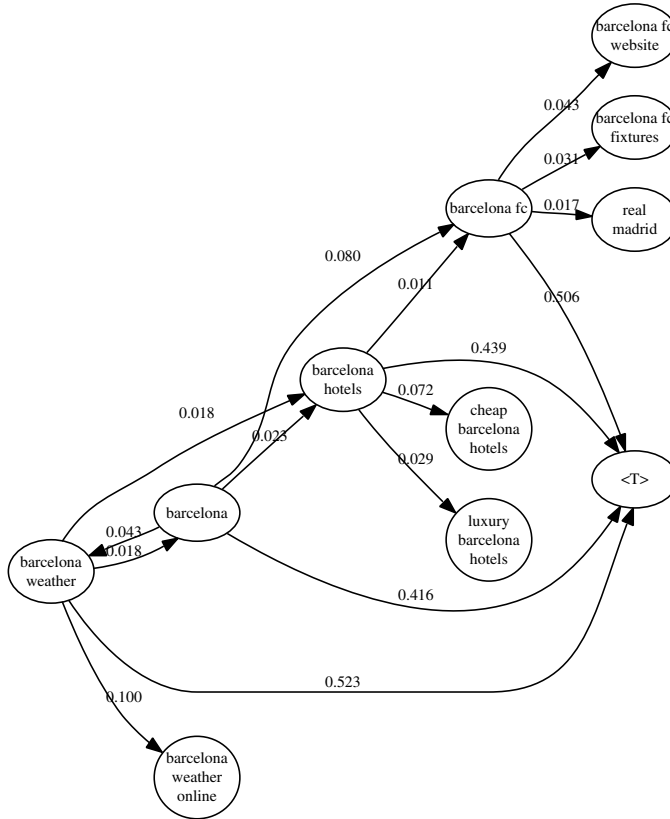 barcelona fc
website
0.043
barcelona fc
fixtures
0.031
barcelona fc
0.017
real
madrid
0.080
0.011
0.506
barcelona
hotels
0.439
0.018
0.072
cheap
barcelona
hotels
0.023
0.029
<T>
barcelona
0.043
0.018
luxury
barcelona
hotels
barcelona
weather
0.416
0.523
0.100
barcelona
weather
online